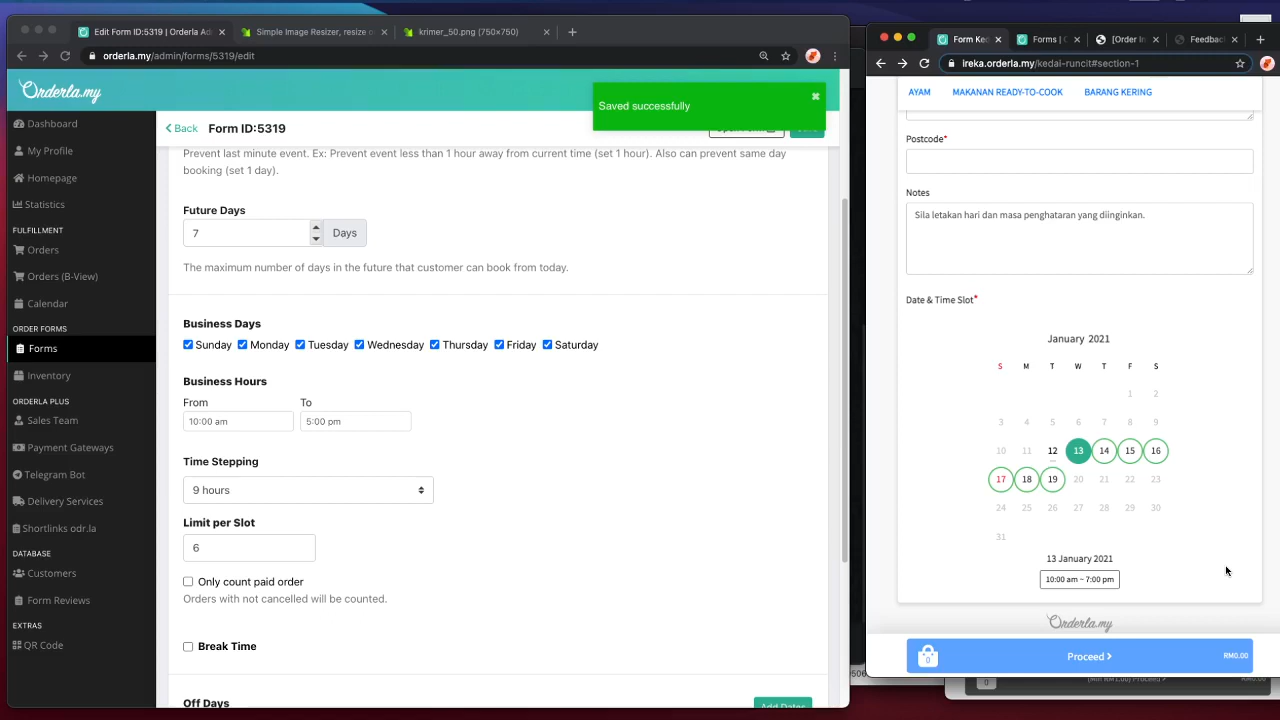 Edit Form ID:5319 | Orderla Ad
Simple Image Resizer, resize o
krimer_50.png (750×750)
orderla.my/admin/forms/5319/edit
Orderla.my
Saved successfully
Back
Form ID:5319
Prevent last minute event. Ex: Prevent event less than 1 hour away from current time (set 1 hour). Also can prevent same day
booking (set 1 day).
Dashboard
My Profile
Homepage
Statistics
FULFILLMENT
Orders
Orders (B-View)
Calendar
ORDER FORMS
Forms
Inventory
ORDERLA PLUS
Sales Team
Payment Gateways
Telegram Bot
Delivery Services
Shortlinks odr.la
DATABASE
Customers
Form Reviews
EXTRAS
QR Code
Future Days
7
Days
The maximum number of days in the future that customer can book from today.
Business Days
Sunday Monday Tuesday Wednesday Thursday Friday Saturday
Business Hours
From To
10:00 am 5:00 pm
Time Stepping
9 hours
Limit per Slot
6
Only count paid order
Orders with not cancelled will be counted.
Break Time
Off Days
Add Dates
Form Ked
Forms | O
[Order In
Feedbac
ireka.orderla.my/kedai-runcit#section-1
AYAM MAKANAN READY-TO-COOK BARANG KERING
Postcode*
Notes
Sila letakan hari dan masa penghataran yang diinginkan.
Date & Time Slot*
January 2021
S M T W T F S
1 2
3 4 5 6 7 8 9
10 11 12 13 14 15 16
17 18 19 20 21 22 23
24 25 26 27 28 29 30
31
13 January 2021
10:00 am – 7:00 pm
Orderla.my
0
Proceed
RM0.00
0